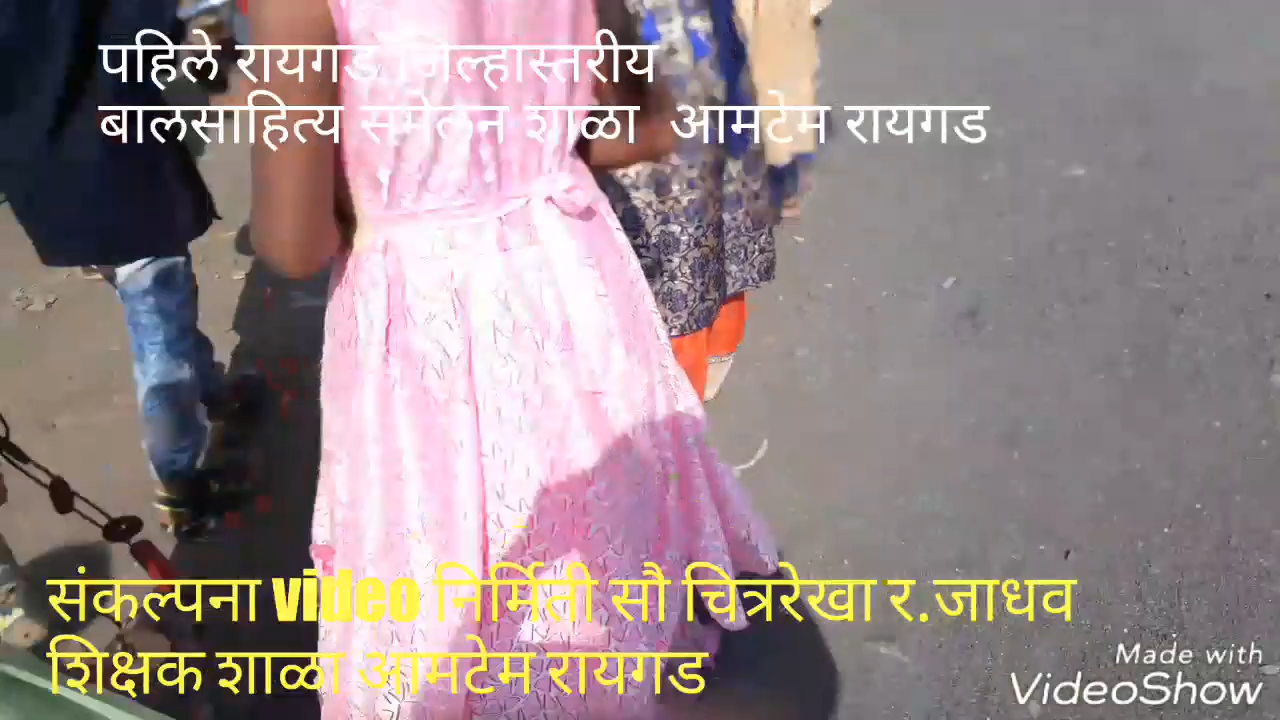 पहिले रायगड जिल्हास्तरीय
बालसाहित्य संमेलन शाळा आमटेम रायगड
संकल्पना video निर्मिती सौ चित्ररेखा र.जाधव
शिक्षक शाळा आमटेम रायगड
Made with
VideoShow